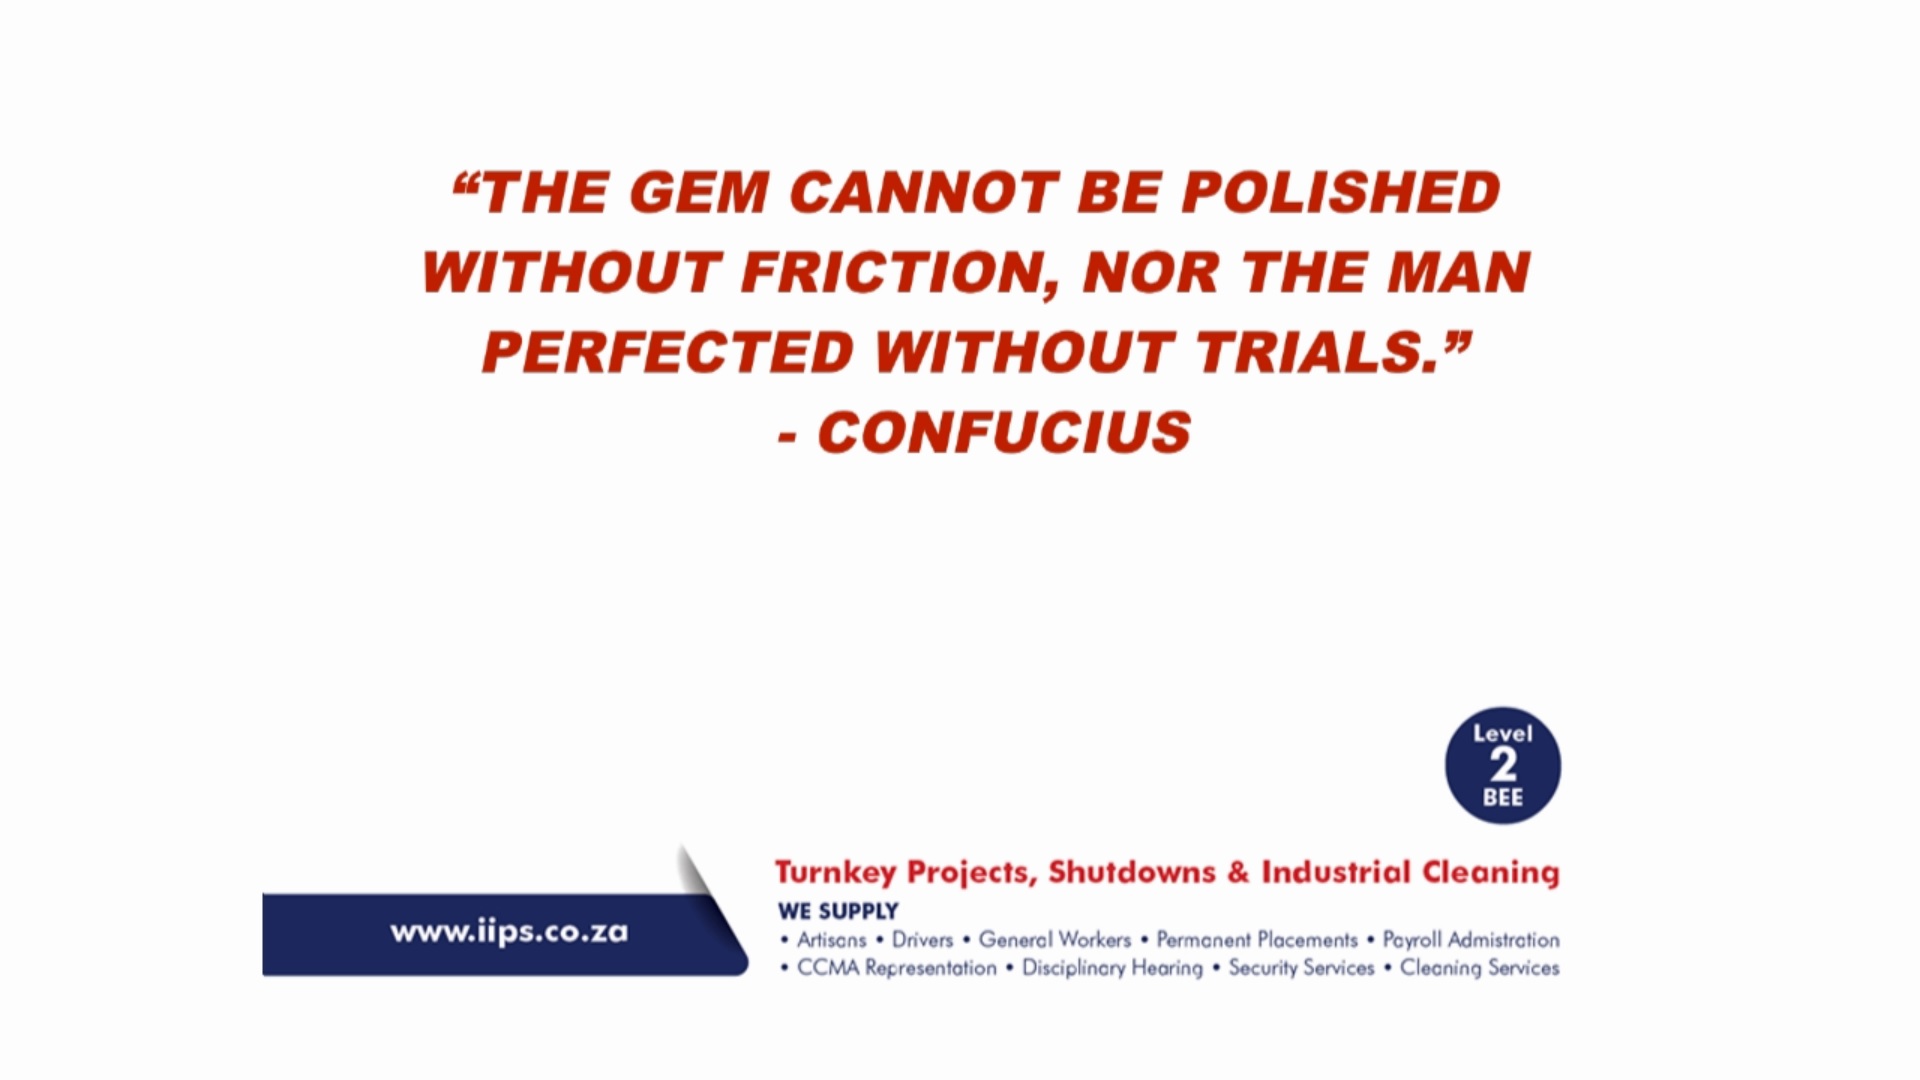 “THE GEM CANNOT BE POLISHED
WITHOUT FRICTION, NOR THE MAN
PERFECTED WITHOUT TRIALS.”
- CONFUCIUS
Level
2
BEE
www.iips.co.za
Turnkey Projects, Shutdowns & Industrial Cleaning
WE SUPPLY
• Artisans • Drivers • General Workers • Permanent Placements • Payroll Admistration
• CCMA Representation • Disciplinary Hearing • Security Services • Cleaning Services